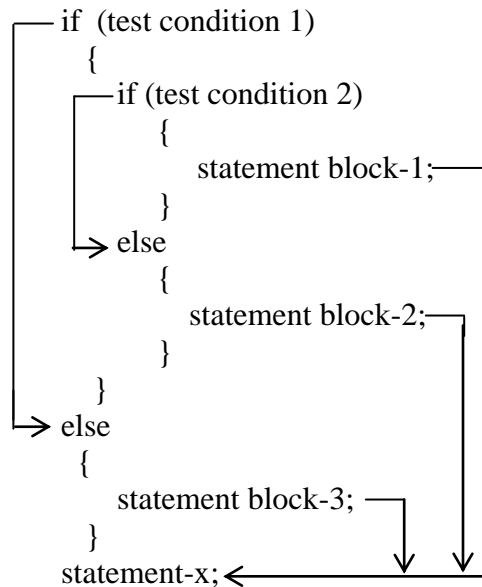 if (test condition 1)
{
if (test condition 2)
{
statement block-1;
}
else
{
statement block-2;
}
}
else
{
statement block-3;
}
statement-x;